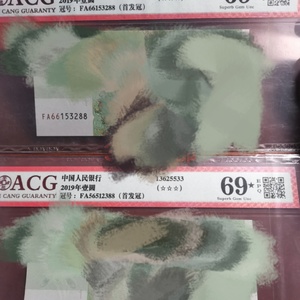 ACG 2019年壹圆
CANG GUARANTY 冠号：FA66153288（首发冠） Superb Gem Unc
FA66153288
ACG 中国人民银行 13625533 69★ EPQ
2019年壹圆 （☆☆☆）
CANG GUARANTY 冠号：FA56512388（首发冠） Superb Gem Unc